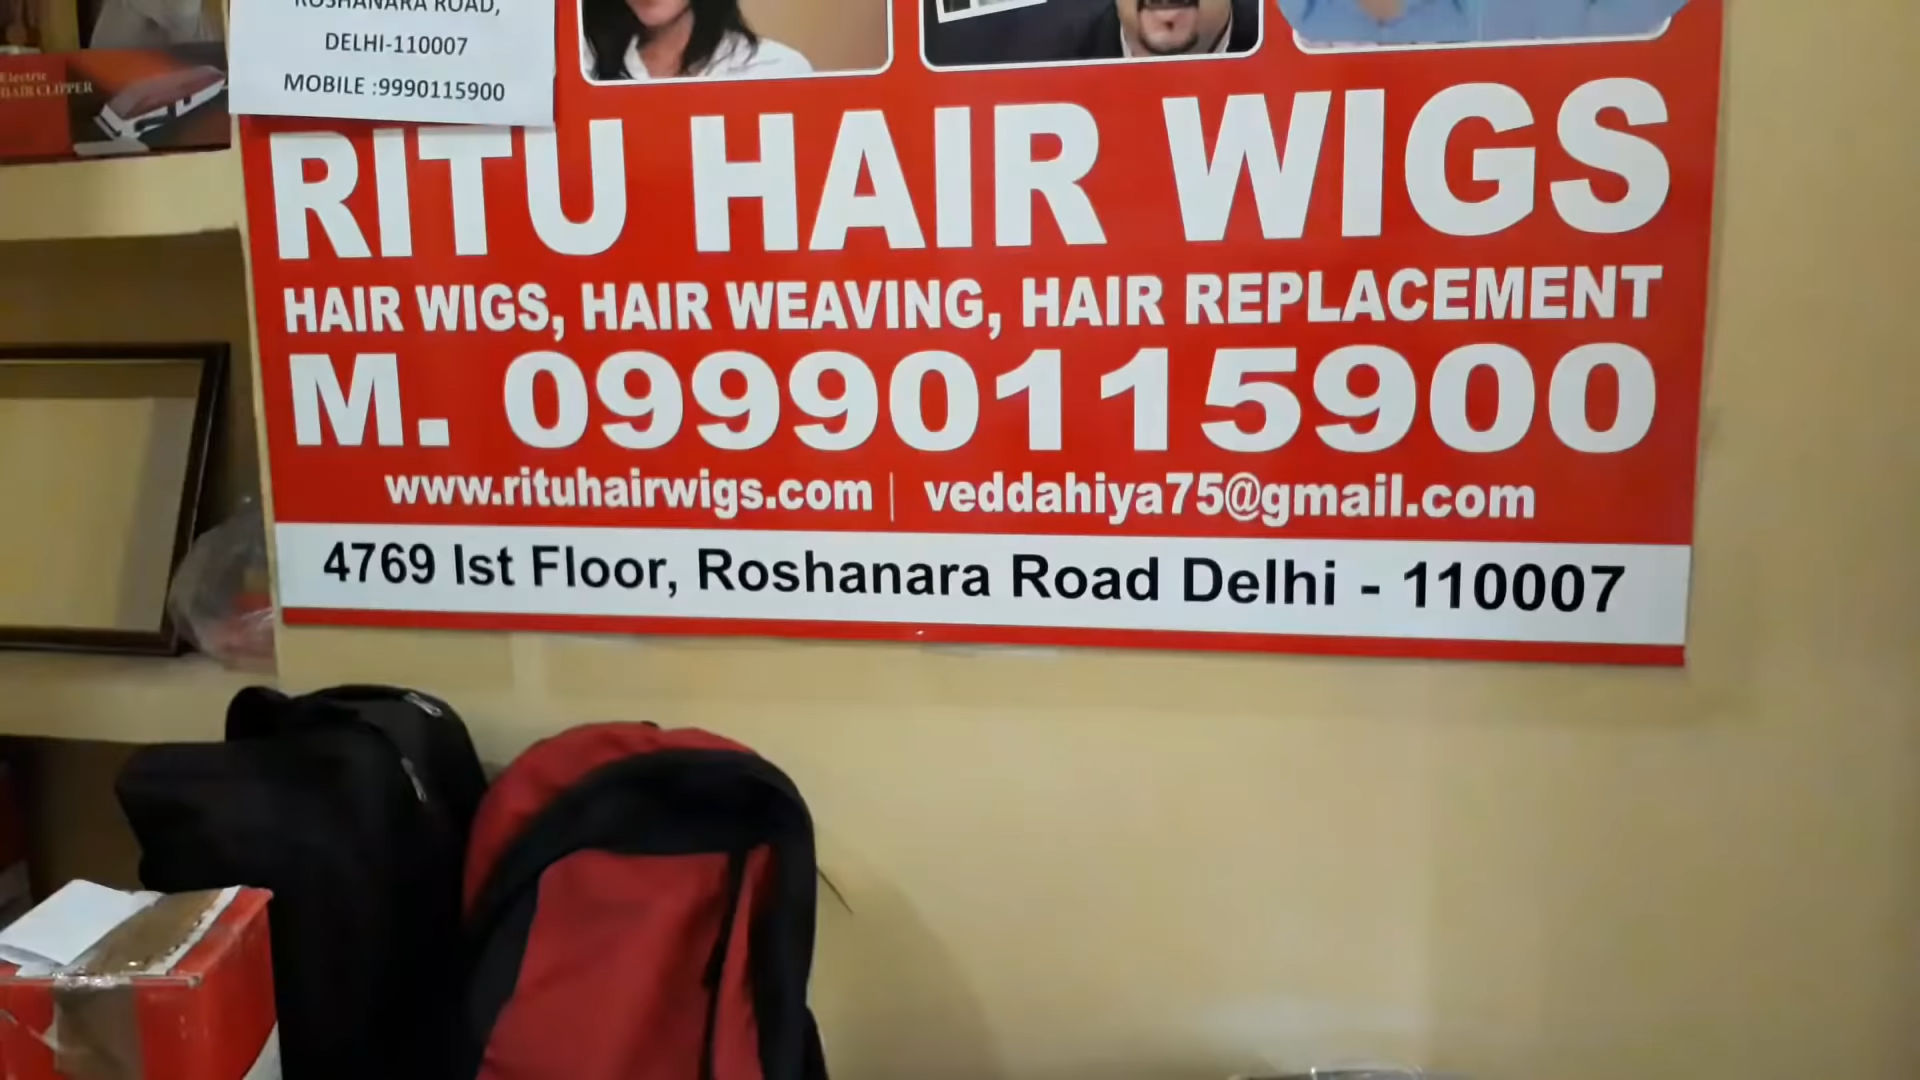 ROSHANARA ROAD,
DELHI-110007
MOBILE :9990115900
Electric
HAIR CLIPPER
RITU HAIR WIGS
HAIR WIGS, HAIR WEAVING, HAIR REPLACEMENT
M. 09990115900
www.rituhairwigs.com | veddahiya75@gmail.com
4769 Ist Floor, Roshanara Road Delhi - 110007